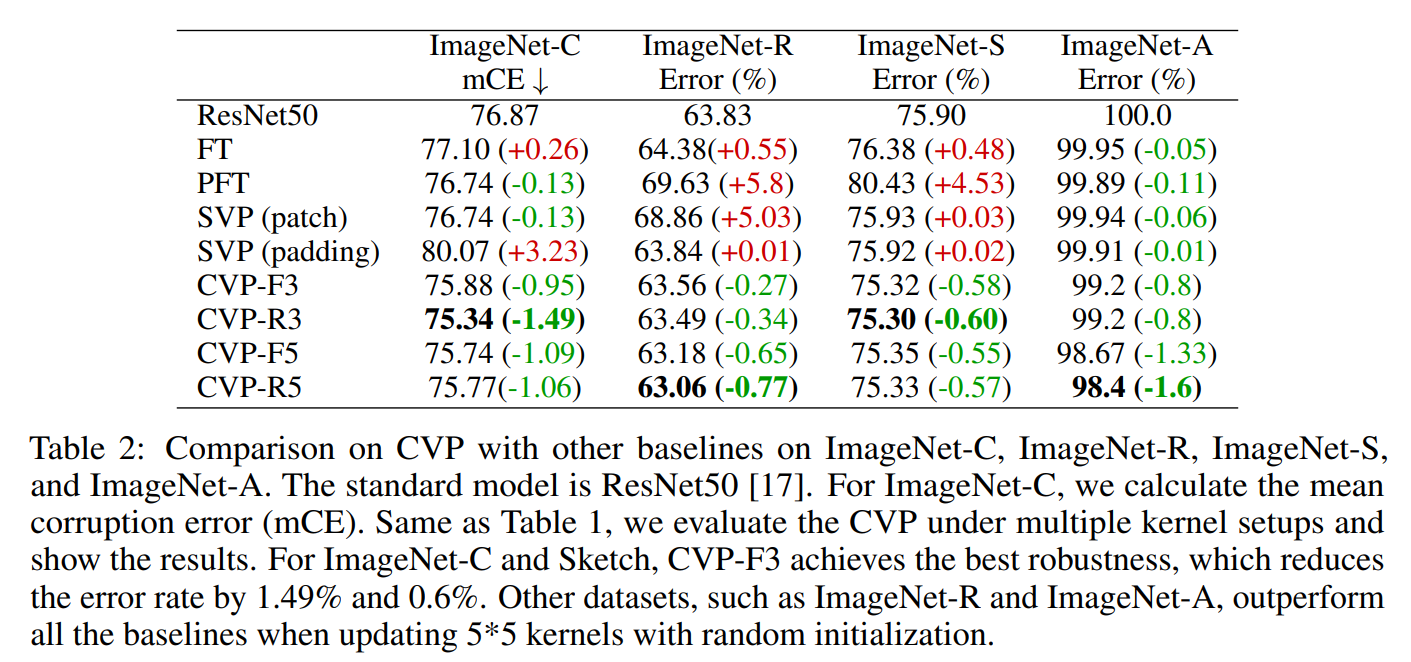 ImageNet-C ImageNet-R ImageNet-S ImageNet-A
mCE ↓ Error (%) Error (%) Error (%)
ResNet50 76.87 63.83 75.90 100.0
FT 77.10 (+0.26) 64.38(+0.55) 76.38 (+0.48) 99.95 (-0.05)
PFT 76.74 (-0.13) 69.63 (+5.8) 80.43 (+4.53) 99.89 (-0.11)
SVP (patch) 76.74 (-0.13) 68.86 (+5.03) 75.93 (+0.03) 99.94 (-0.06)
SVP (padding) 80.07 (+3.23) 63.84 (+0.01) 75.92 (+0.02) 99.91 (-0.01)
CVP-F3 75.88 (-0.95) 63.56 (-0.27) 75.32 (-0.58) 99.2 (-0.8)
CVP-R3 75.34 (-1.49) 63.49 (-0.34) 75.30 (-0.60) 99.2 (-0.8)
CVP-F5 75.74 (-1.09) 63.18 (-0.65) 75.35 (-0.55) 98.67 (-1.33)
CVP-R5 75.77(-1.06) 63.06 (-0.77) 75.33 (-0.57) 98.4 (-1.6)
Table 2: Comparison on CVP with other baselines on ImageNet-C, ImageNet-R, ImageNet-S,
and ImageNet-A. The standard model is ResNet50 [17]. For ImageNet-C, we calculate the mean
corruption error (mCE). Same as Table 1, we evaluate the CVP under multiple kernel setups and
show the results. For ImageNet-C and Sketch, CVP-F3 achieves the best robustness, which reduces
the error rate by 1.49% and 0.6%. Other datasets, such as ImageNet-R and ImageNet-A, outperform
all the baselines when updating 5*5 kernels with random initialization.